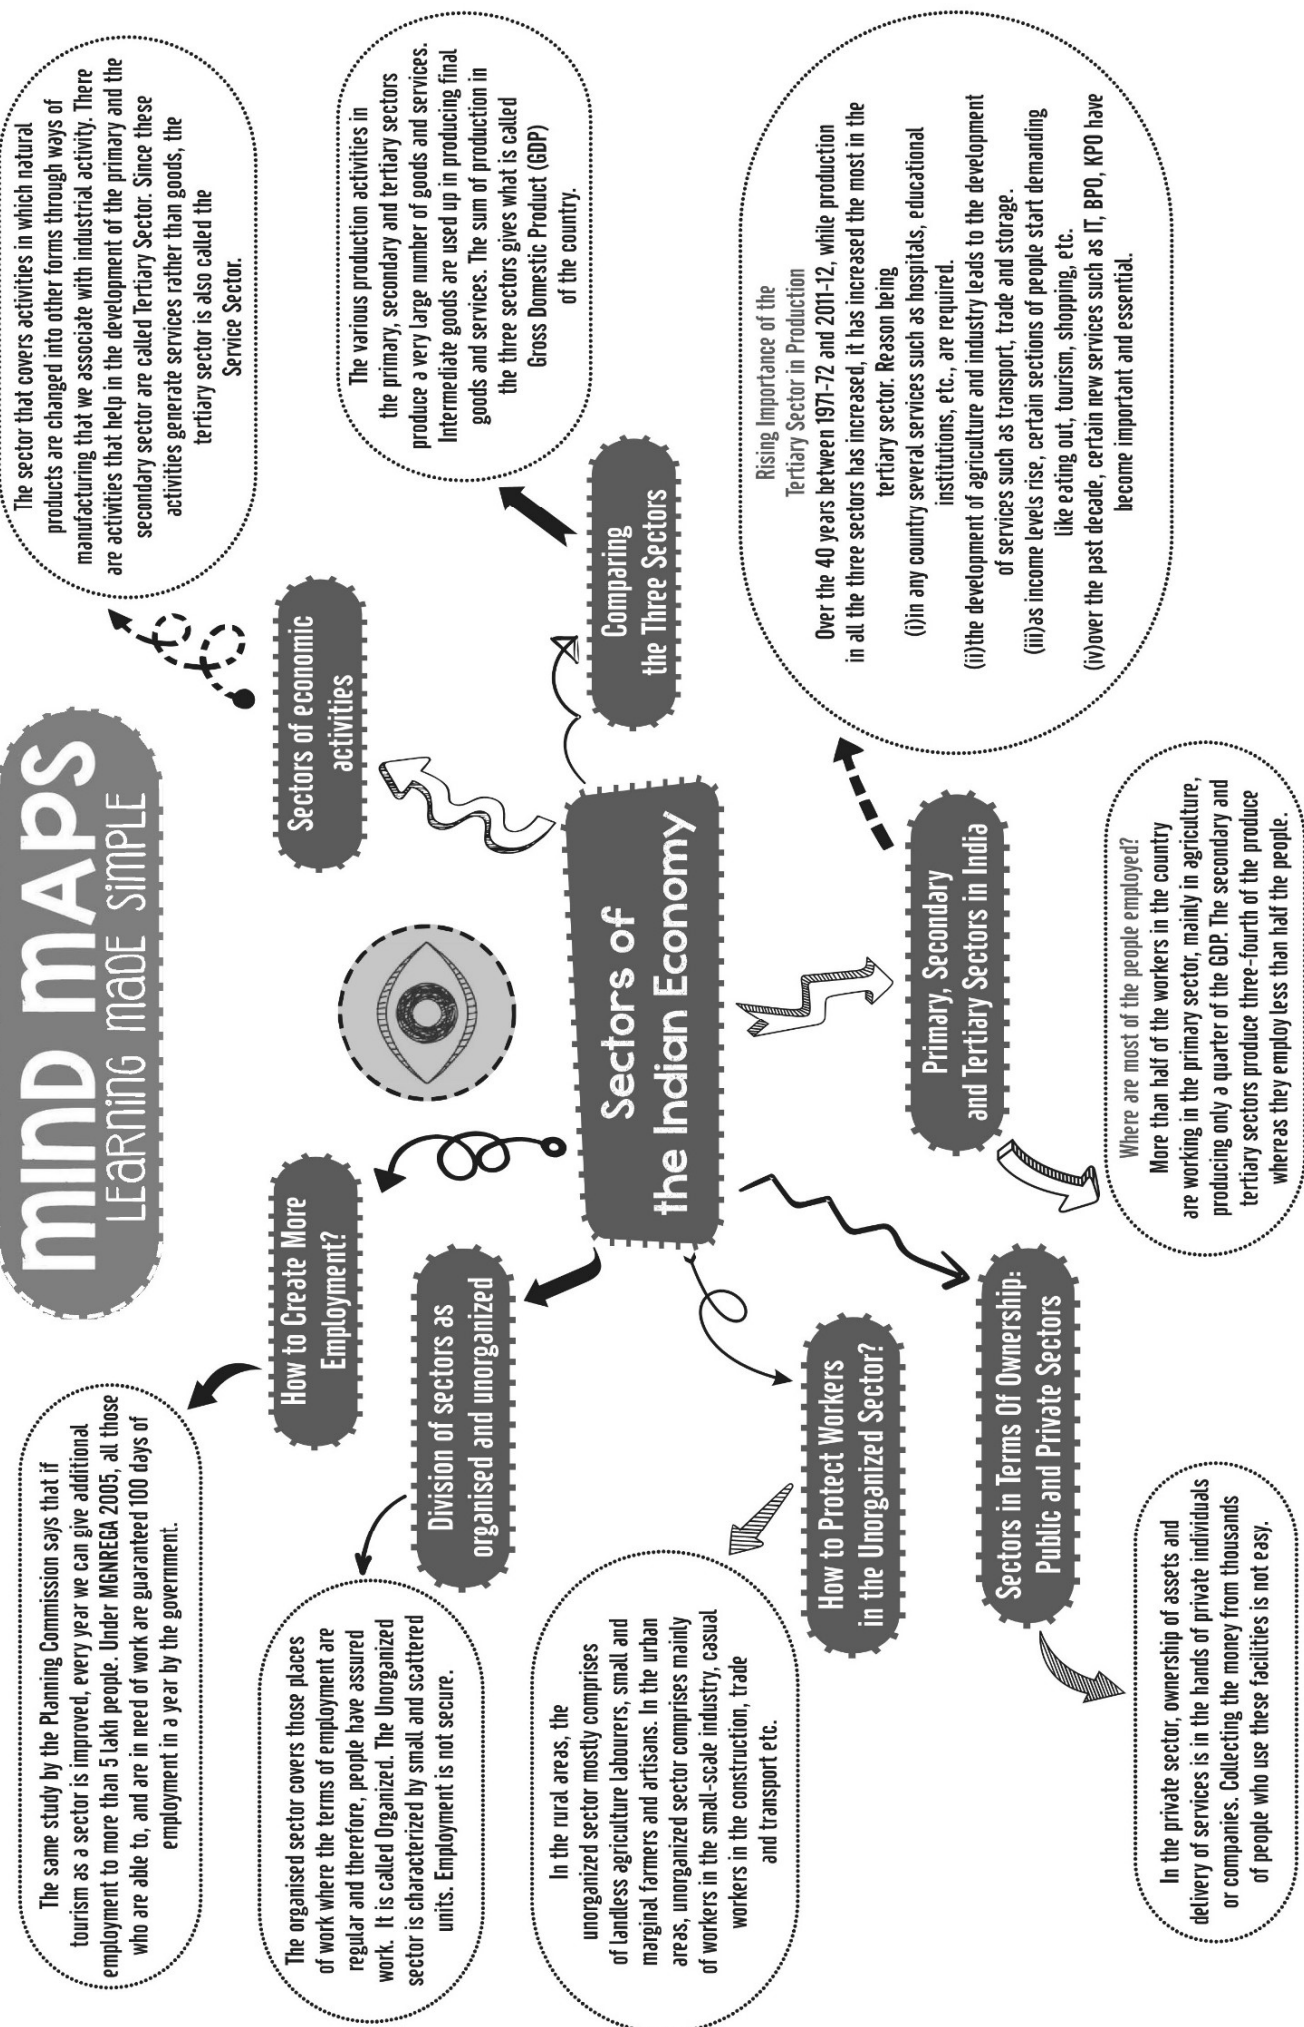 MIND MAPS
LEARNING MADE SIMPLE
Sectors of
the Indian Economy
Sectors of economic
activities
The sector that covers activities in which natural
products are changed into other forms through ways of
manufacturing that we associate with industrial activity. There
are activities that help in the development of the primary and the
secondary sector are called Tertiary Sector. Since these
activities generate services rather than goods, the
tertiary sector is also called the
Service Sector.
Comparing
the Three Sectors
The various production activities in
the primary, secondary and tertiary sectors
produce a very large number of goods and services.
Intermediate goods are used up in producing final
goods and services. The sum of production in
the three sectors gives what is called
Gross Domestic Product (GDP)
of the country.
Primary, Secondary
and Tertiary Sectors in India
Rising Importance of the
Tertiary Sector in Production
Over the 40 years between 1971-72 and 2011-12, while production
in all the three sectors has increased, it has increased the most in the
tertiary sector. Reason being
(i)in any country several services such as hospitals, educational
institutions, etc., are required.
(ii)the development of agriculture and industry leads to the development
of services such as transport, trade and storage.
(iii)as income levels rise, certain sections of people start demanding
like eating out, tourism, shopping, etc.
(iv)over the past decade, certain new services such as IT, BPO, KPO have
become important and essential.
Where are most of the people employed?
More than half of the workers in the country
are working in the primary sector, mainly in agriculture,
producing only a quarter of the GDP. The secondary and
tertiary sectors produce three-fourth of the produce
whereas they employ less than half the people.
Sectors in Terms Of Ownership:
Public and Private Sectors
In the private sector, ownership of assets and
delivery of services is in the hands of private individuals
or companies. Collecting the money from thousands
of people who use these facilities is not easy.
How to Protect Workers
in the Unorganized Sector?
In the rural areas, the
unorganized sector mostly comprises
of landless agriculture labourers, small and
marginal farmers and artisans. In the urban
areas, unorganized sector comprises mainly
of workers in the small-scale industry, casual
workers in the construction, trade
and transport etc.
Division of sectors as
organised and unorganized
The organised sector covers those places
of work where the terms of employment are
regular and therefore, people have assured
work. It is called Organized. The Unorganized
sector is characterized by small and scattered
units. Employment is not secure.
How to Create More
Employment?
The same study by the Planning Commission says that if
tourism as a sector is improved, every year we can give additional
employment to more than 5 lakh people. Under MGNREGA 2005, all those
who are able to, and are in need of work are guaranteed 100 days of
employment in a year by the government.